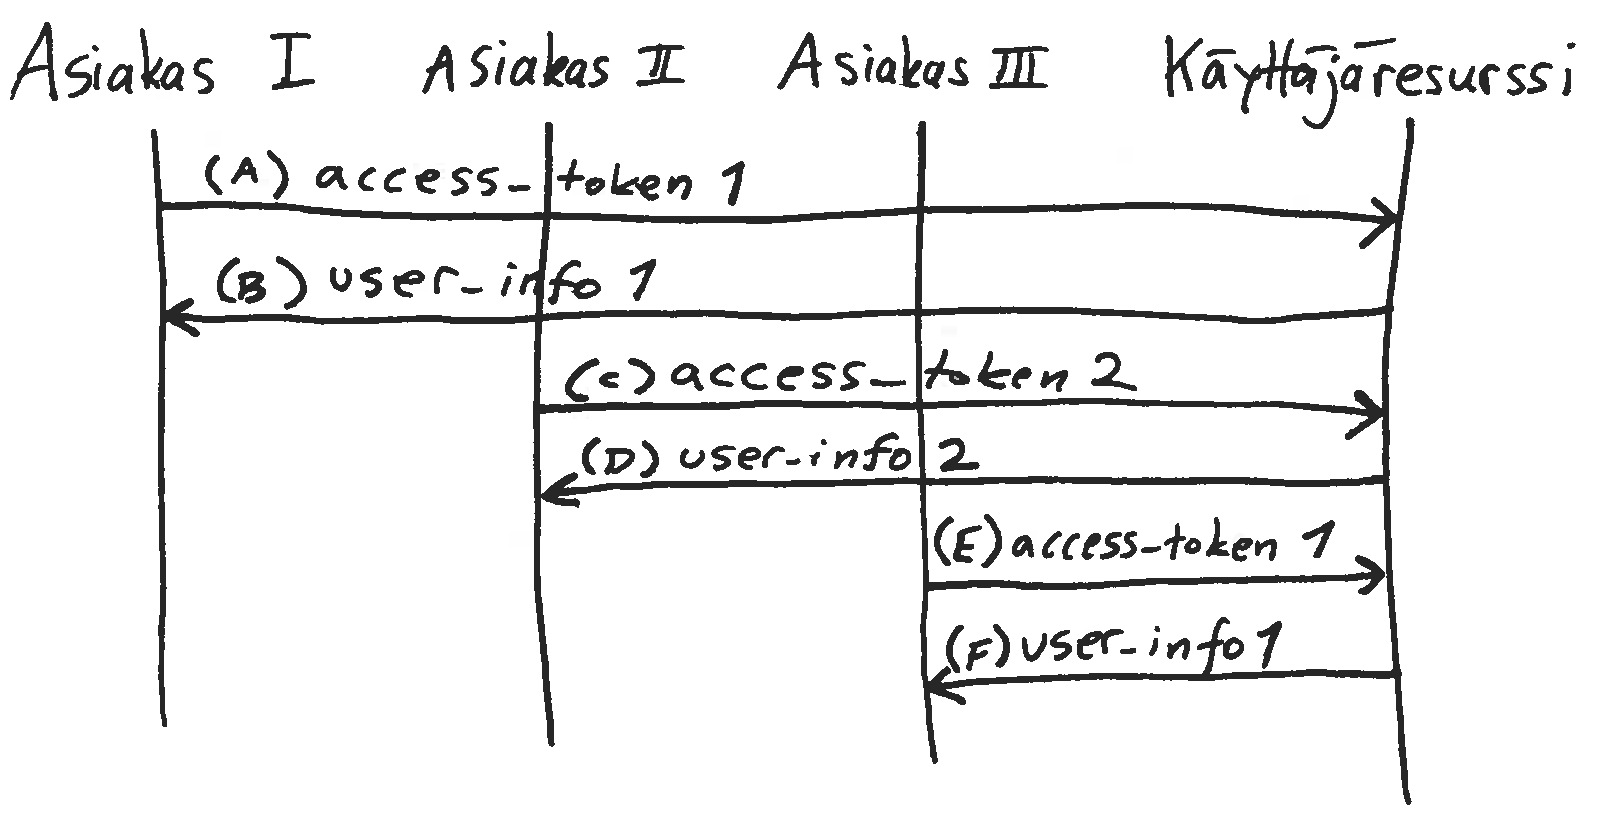 Asiakas I Asiakas II Asiakas III Käyttäjäresurssi
(A) access_token 1
(B) user_info 1
(C) access_token 2
(D) user_info 2
(E) access_token 1
(F) user_info 1